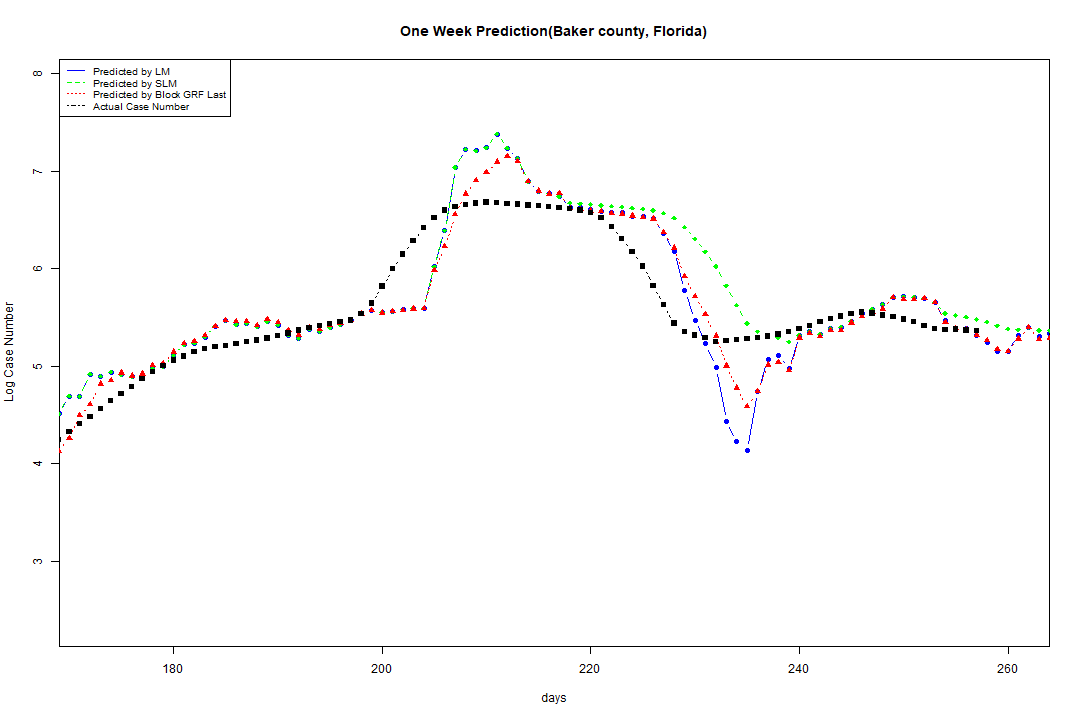 One Week Prediction(Baker county, Florida)
Predicted by LM
Predicted by SLM
Predicted by Block GRF Last
Actual Case Number
8
7
6
5
4
3
Log Case Number
180 200 220 240 260
days